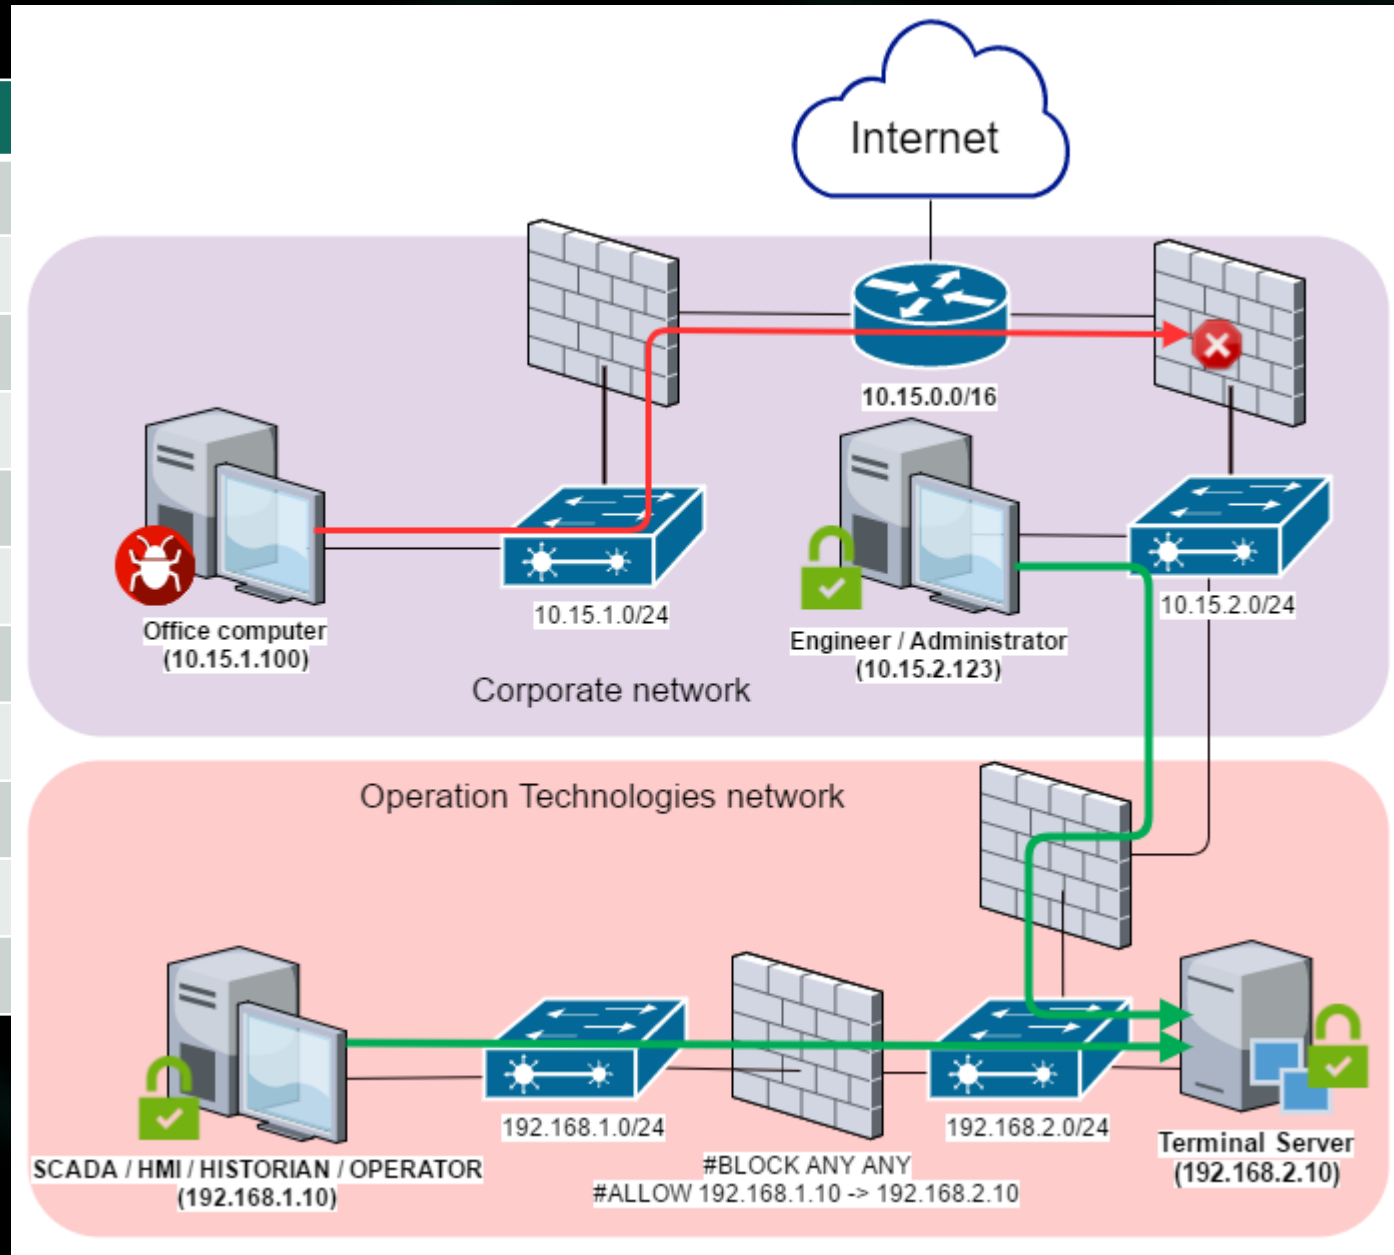 Internet
10.15.0.0/16
10.15.1.0/24
10.15.2.0/24
Office computer
(10.15.1.100)
Engineer / Administrator
(10.15.2.123)
Corporate network
Operation Technologies network
192.168.1.0/24
192.168.2.0/24
SCADA / HMI / HISTORIAN / OPERATOR
(192.168.1.10)
#BLOCK ANY ANY
#ALLOW 192.168.1.10 -> 192.168.2.10
Terminal Server
(192.168.2.10)